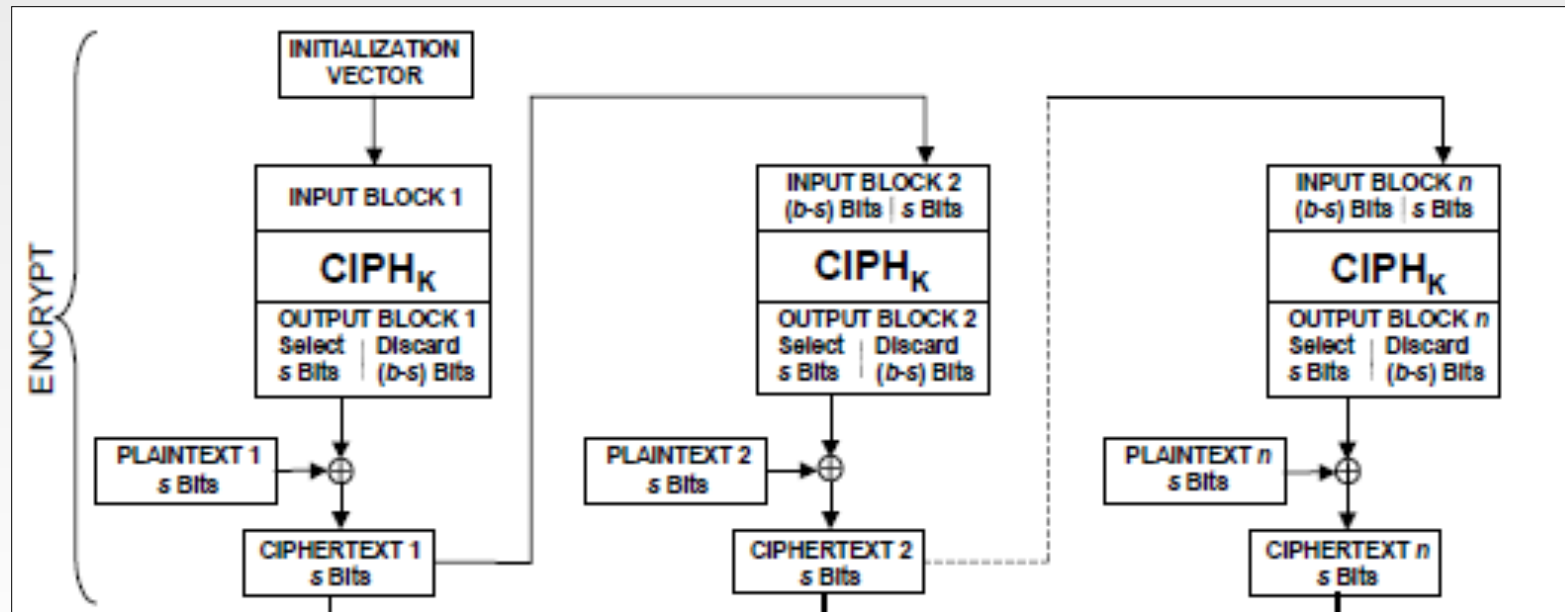 ENCRYPT
INITIALIZATION
VECTOR
INPUT BLOCK 1
CIPHK
OUTPUT BLOCK 1
Select | Discard
s Bits | (b-s) Bits
PLAINTEXT 1
s Bits
CIPHERTEXT 1
s Bits
INPUT BLOCK 2
(b-s) Bits | s Bits
CIPHK
OUTPUT BLOCK 2
Select | Discard
s Bits | (b-s) Bits
PLAINTEXT 2
s Bits
CIPHERTEXT 2
s Bits
INPUT BLOCK n
(b-s) Bits | s Bits
CIPHK
OUTPUT BLOCK n
Select | Discard
s Bits | (b-s) Bits
PLAINTEXT n
s Bits
CIPHERTEXT n
s Bits